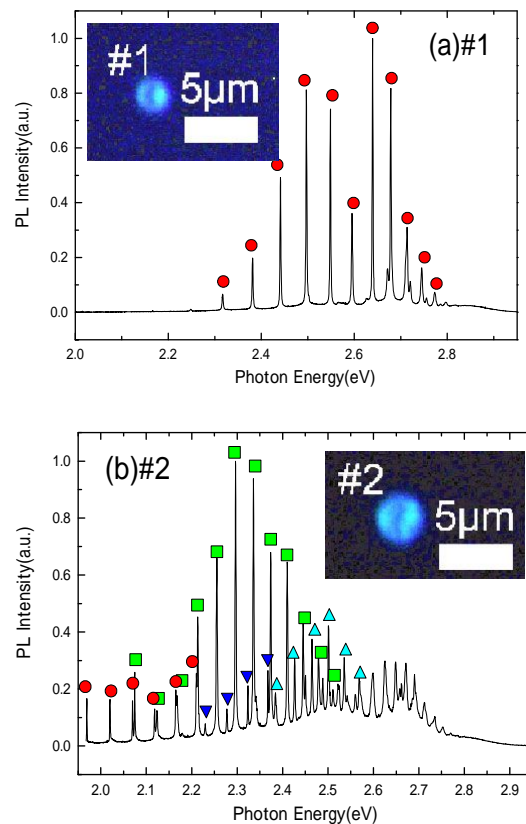 (a)#1
#1
5μm
PL Intensity(a.u.)
1.0
0.8
0.6
0.4
0.2
0.0
2.0 2.2 2.4 2.6 2.8
Photon Energy(eV)
(b)#2
#2
5μm
PL Intensity(a.u.)
1.0
0.8
0.6
0.4
0.2
0.0
2.0 2.1 2.2 2.3 2.4 2.5 2.6 2.7 2.8 2.9
Photon Energy(eV)